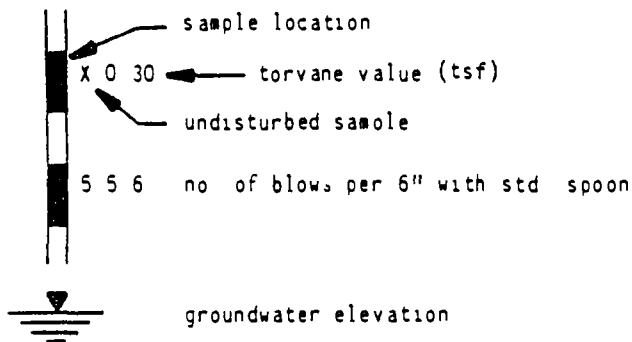 sample location
X 0 30 torvane value (tsf)
undisturbed samole
5 5 6 no of blows per 6" with std spoon
groundwater elevation